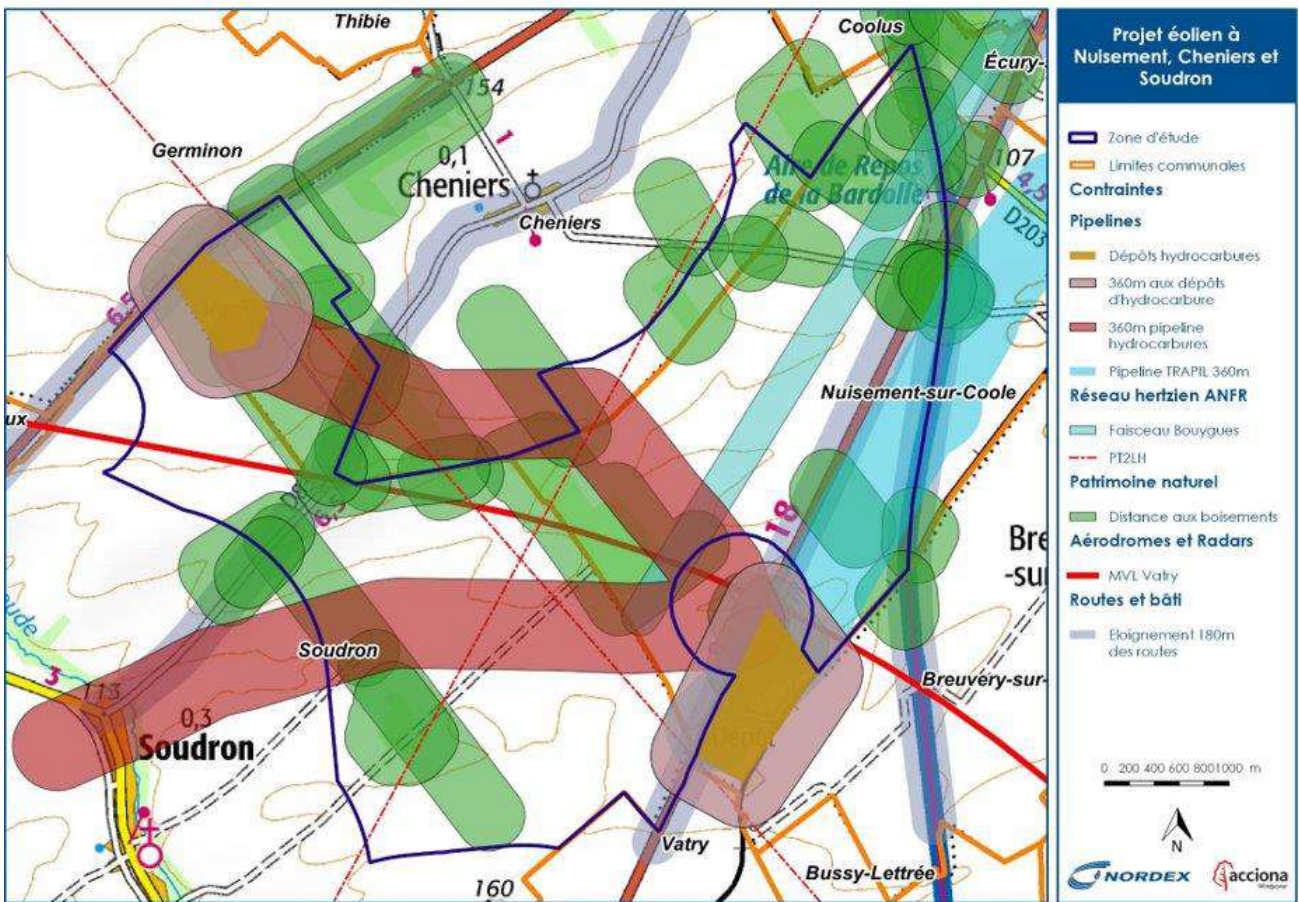 Thibie
Coolus
Écury-
154
107
Germinon
1
0,1
Cheniers
Cheniers
Aire de Repos
de la Bardolle
4,5
D203
6,5
Nuisement-sur-Coole
ux
18
Bre
-su
Soudron
3
113
0,3
Soudron
Breuvery-sur-
Dépôt
Vatry
160
Bussy-Lettrée
Projet éolien à
Nuisement, Cheniers et
Soudron
Zone d'étude
Limites communales
Contraintes
Pipelines
Dépôts hydrocarbures
360m aux dépôts
d'hydrocarbure
360m pipeline
hydrocarbures
Pipeline TRAPIL 360m
Réseau hertzien ANFR
Faisceau Bouygues
PT2LH
Patrimoine naturel
Distance aux boisements
Aérodromes et Radars
MVL Vatry
Routes et bâti
Eloignement 180m
des routes
0 200 400 600 800 1000 m
N
NORDEX
acciona